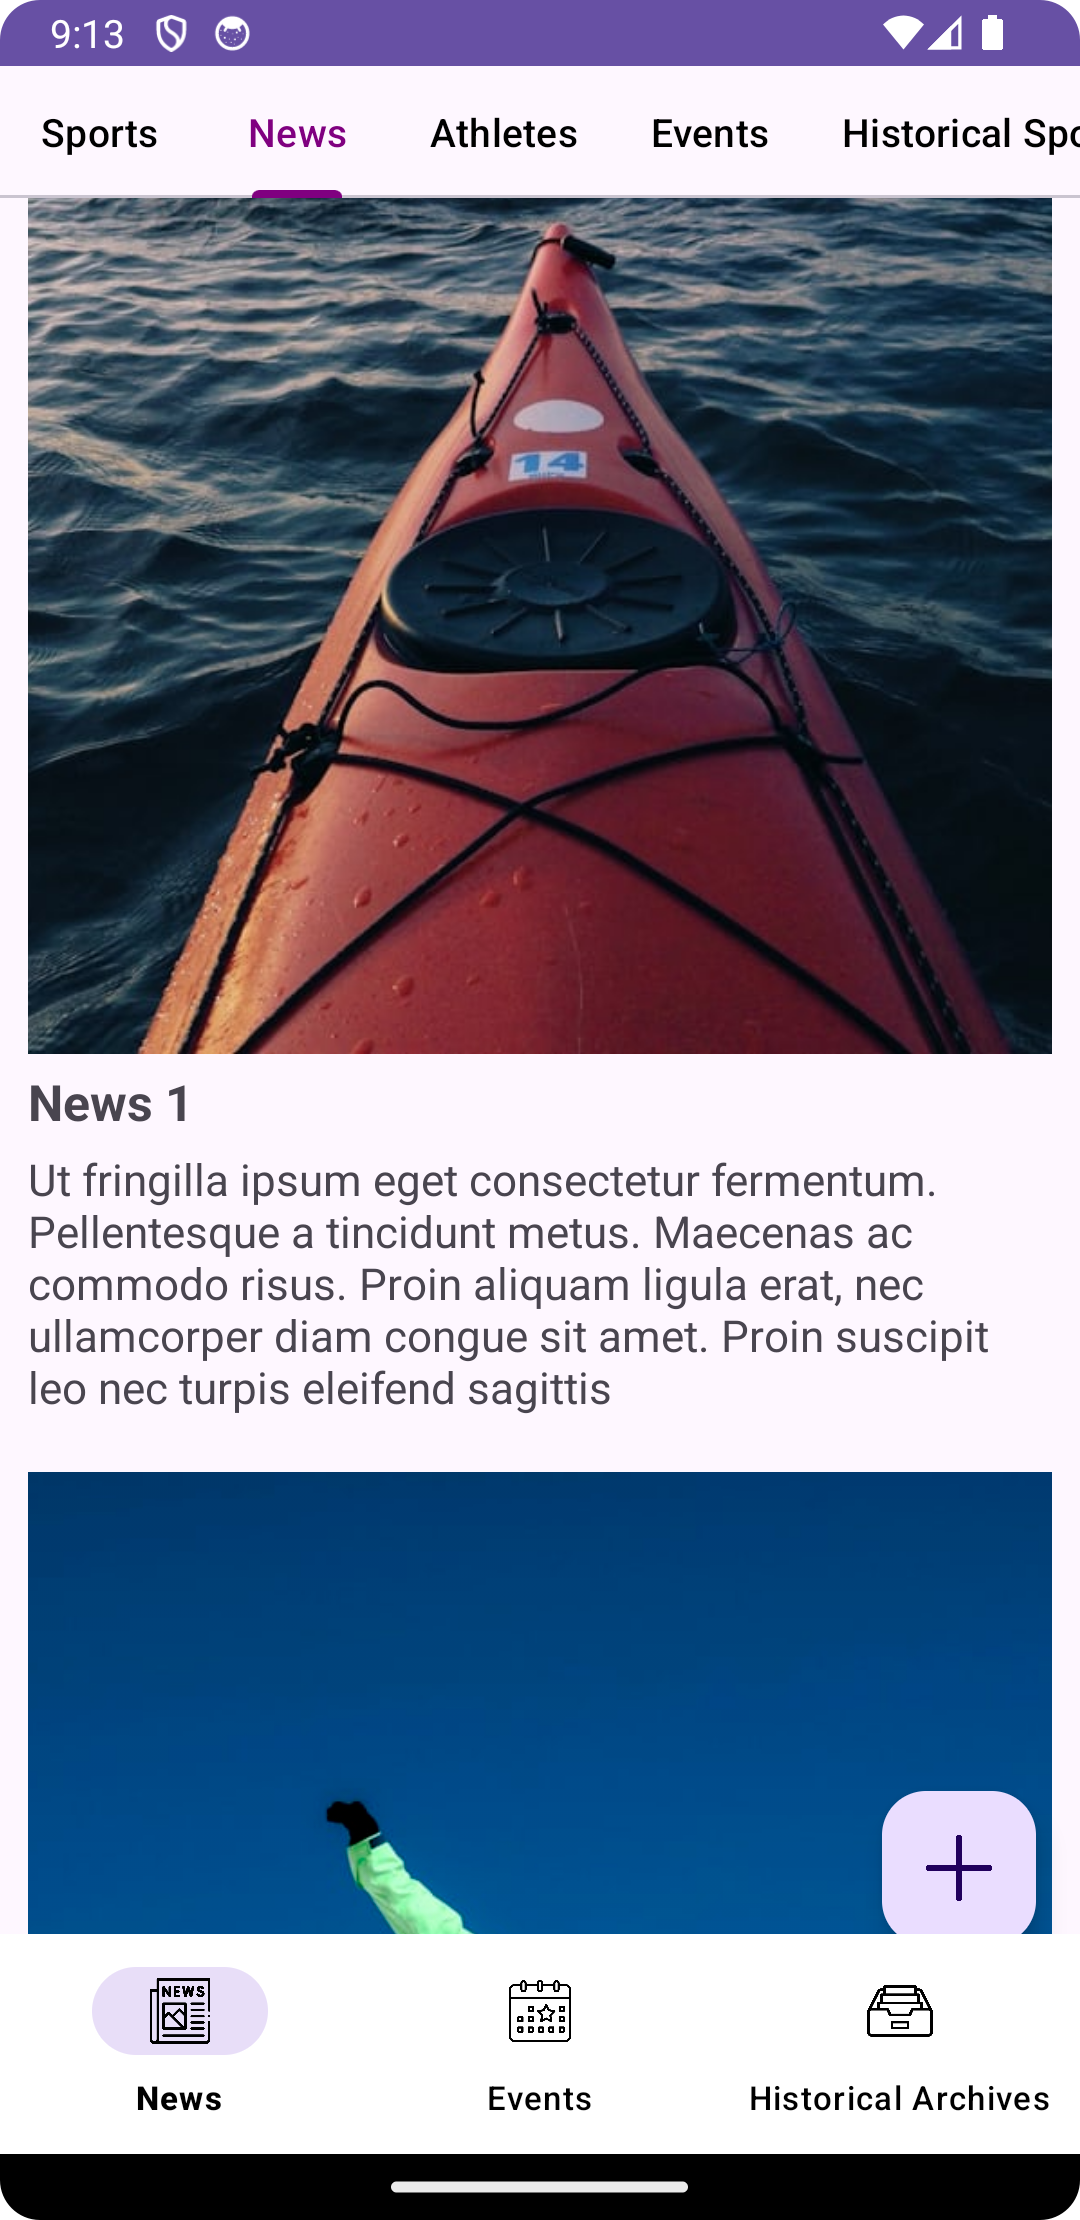 9:13
Sports News Athletes Events Historical Spo
14
News 1
Ut fringilla ipsum eget consectetur fermentum.
Pellentesque a tincidunt metus. Maecenas ac
commodo risus. Proin aliquam ligula erat, nec
ullamcorper diam congue sit amet. Proin suscipit
leo nec turpis eleifend sagittis
NEWS
News Events Historical Archives